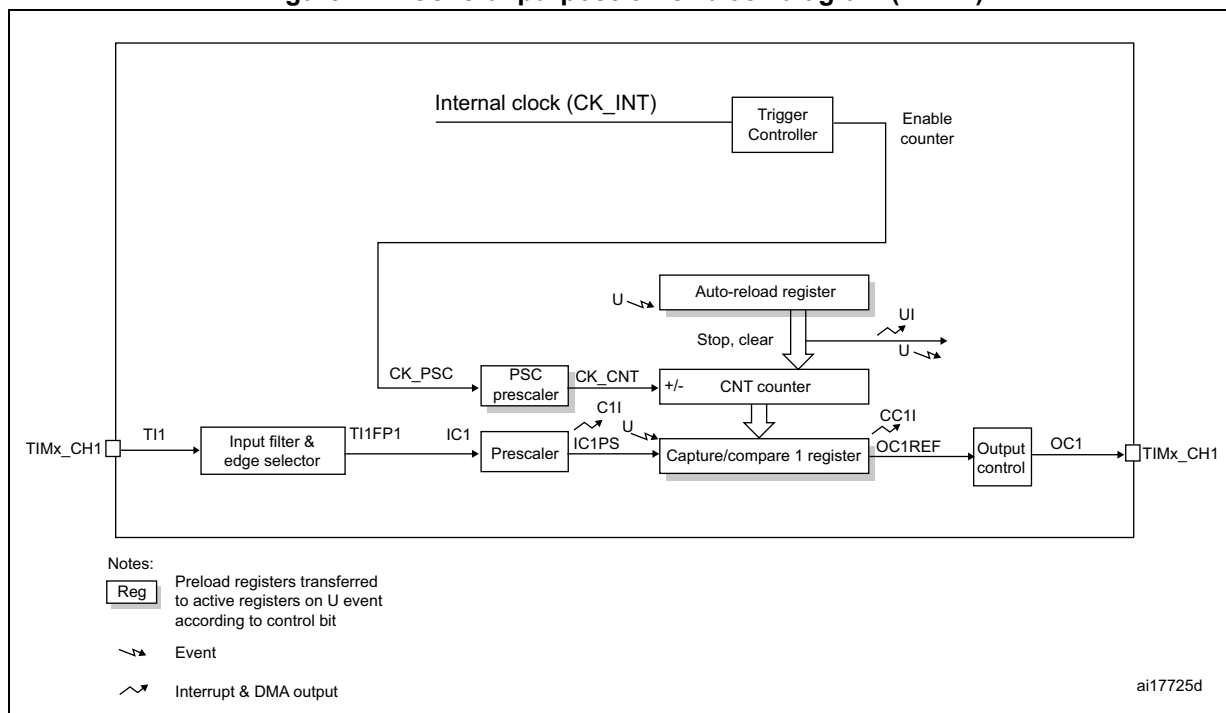 Internal clock (CK_INT)
Trigger
Controller
Enable
counter
U
Auto-reload register
Stop, clear
UI
U
CK_PSC
PSC
prescaler
CK_CNT
+/-
CNT counter
TIMx_CH1
TI1
Input filter &
edge selector
TI1FP1
IC1
Prescaler
C1I
IC1PS
U
Capture/compare 1 register
CC1I
OC1REF
Output
control
OC1
TIMx_CH1
Notes:
Reg
Preload registers transferred
to active registers on U event
according to control bit
Event
Interrupt & DMA output
ai17725d